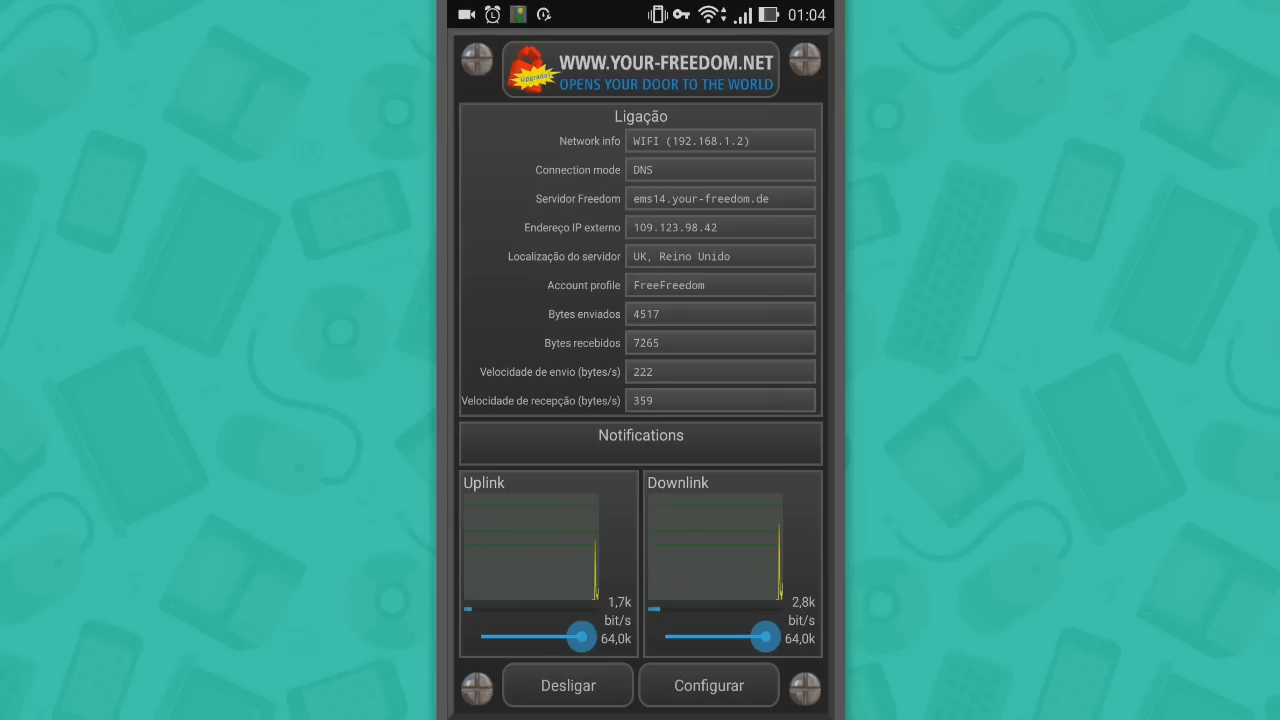 01:04
Upgrade!
WWW.YOUR-FREEDOM.NET
OPENS YOUR DOOR TO THE WORLD
Ligação
Network info WIFI (192.168.1.2)
Connection mode DNS
Servidor Freedom ems14.your-freedom.de
Endereço IP externo 109.123.98.42
Localização do servidor UK, Reino Unido
Account profile FreeFreedom
Bytes enviados 4517
Bytes recebidos 7265
Velocidade de envio (bytes/s) 222
Velocidade de recepção (bytes/s) 359
Notifications
Uplink
1,7k
bit/s
64,0k
Downlink
2,8k
bit/s
64,0k
Desligar
Configurar